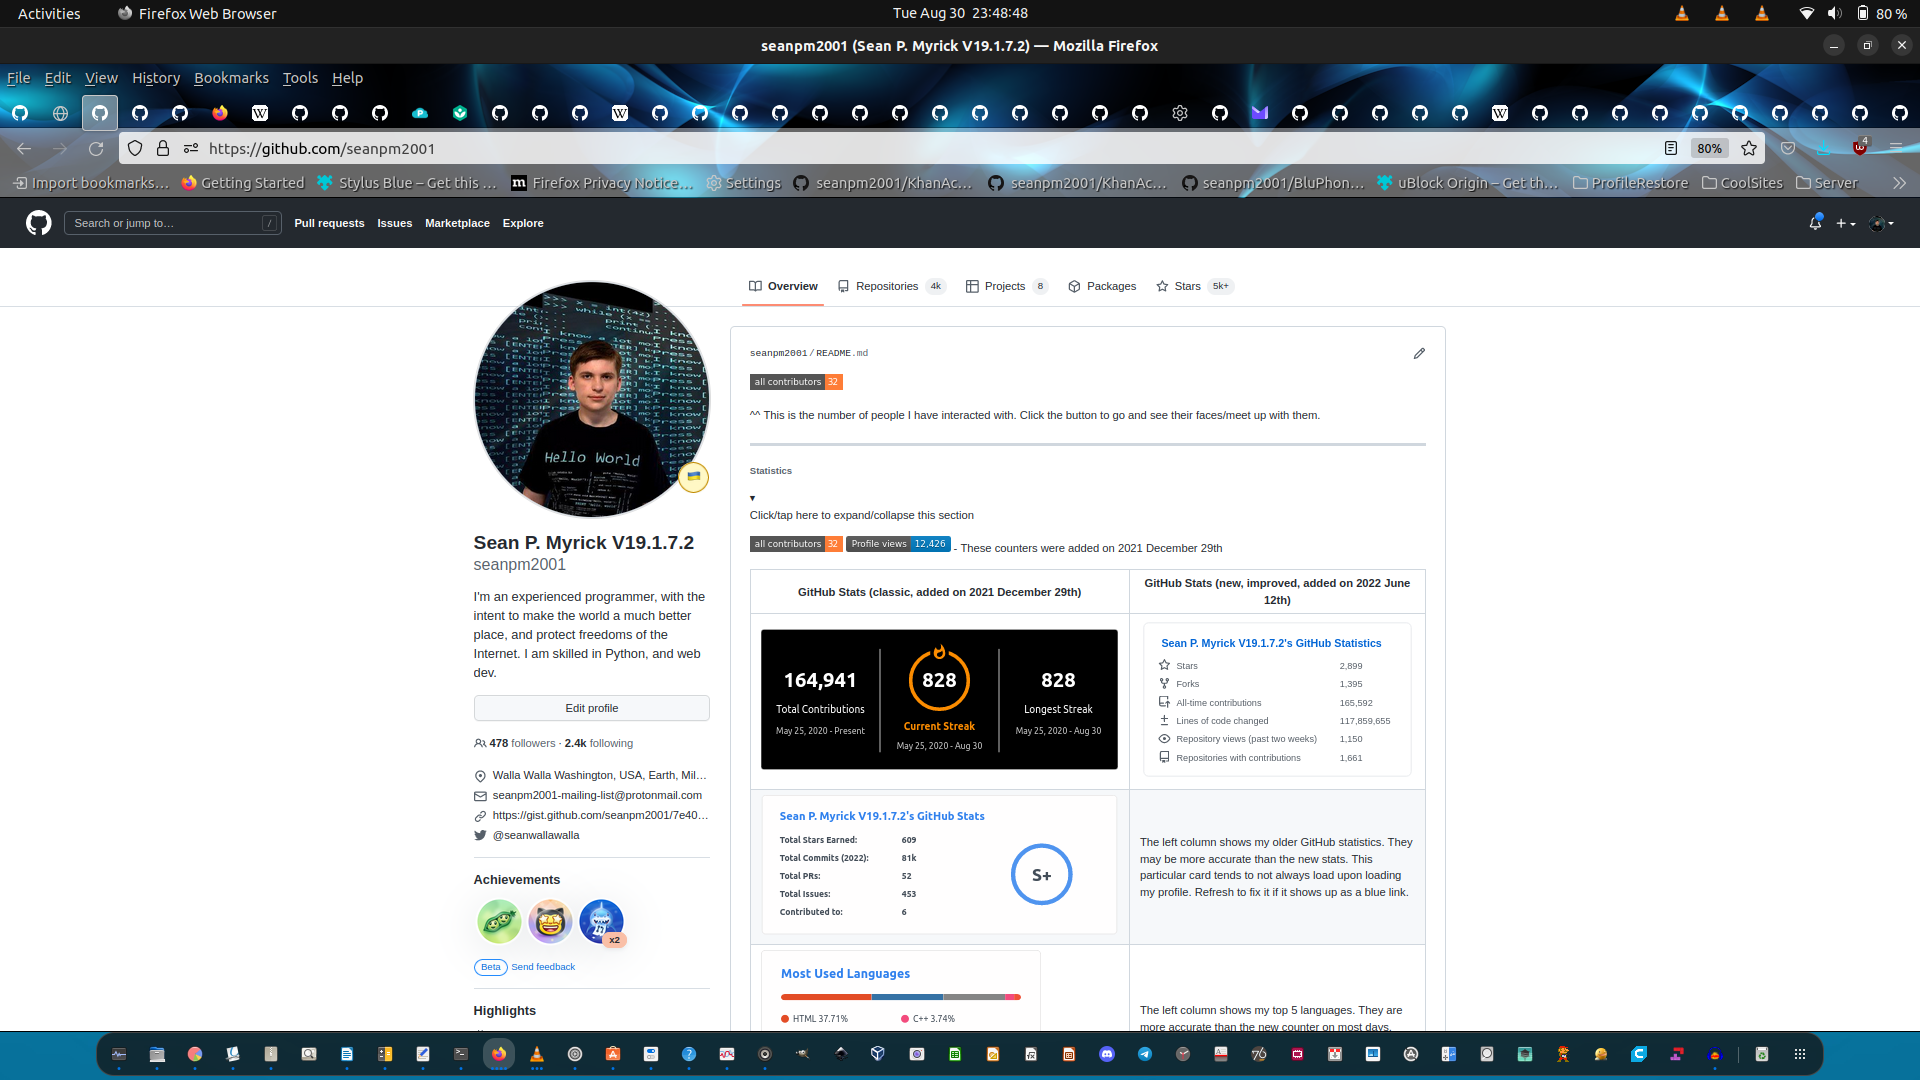 Activities
Firefox Web Browser
Tue Aug 30 23:48:48
80 %
seanpm2001 (Sean P. Myrick V19.1.7.2) — Mozilla Firefox
File Edit View History Bookmarks Tools Help
https://github.com/seanpm2001
80%
4
Import bookmarks… Getting Started Stylus Blue – Get this … Firefox Privacy Notice… Settings seanpm2001/KhanAc… seanpm2001/KhanAc… seanpm2001/BluPhon… uBlock Origin – Get th… ProfileRestore CoolSites Server
Search or jump to… /
Pull requests Issues Marketplace Explore
Overview Repositories 4k Projects 8 Packages Stars 5k+
Hello World
Sean P. Myrick V19.1.7.2
seanpm2001
I'm an experienced programmer, with the
intent to make the world a much better
place, and protect freedoms of the
Internet. I am skilled in Python, and web
dev.
Edit profile
478 followers · 2.4k following
Walla Walla Washington, USA, Earth, Mil…
seanpm2001-mailing-list@protonmail.com
https://gist.github.com/seanpm2001/7e40…
@seanwallawalla
Achievements
x2
Beta Send feedback
Highlights
seanpm2001/README.md
all contributors 32
^^ This is the number of people I have interacted with. Click the button to go and see their faces/meet up with them.
Statistics
Click/tap here to expand/collapse this section
all contributors 32 Profile views 12,426 - These counters were added on 2021 December 29th
GitHub Stats (classic, added on 2021 December 29th)
GitHub Stats (new, improved, added on 2022 June
12th)
164,941
Total Contributions
May 25, 2020 - Present
828
Current Streak
May 25, 2020 - Aug 30
828
Longest Streak
May 25, 2020 - Aug 30
Sean P. Myrick V19.1.7.2's GitHub Statistics
Stars 2,899
Forks 1,395
All-time contributions 165,592
Lines of code changed 117,859,655
Repository views (past two weeks) 1,150
Repositories with contributions 1,661
Sean P. Myrick V19.1.7.2's GitHub Stats
Total Stars Earned: 609
Total Commits (2022): 81k
Total PRs: 52
Total Issues: 453
Contributed to: 6
S+
The left column shows my older GitHub statistics. They
may be more accurate than the new stats. This
particular card tends to not always load upon loading
my profile. Refresh to fix it if it shows up as a blue link.
Most Used Languages
HTML 37.71% C++ 3.74%
The left column shows my top 5 languages. They are
more accurate than the new counter on most days.